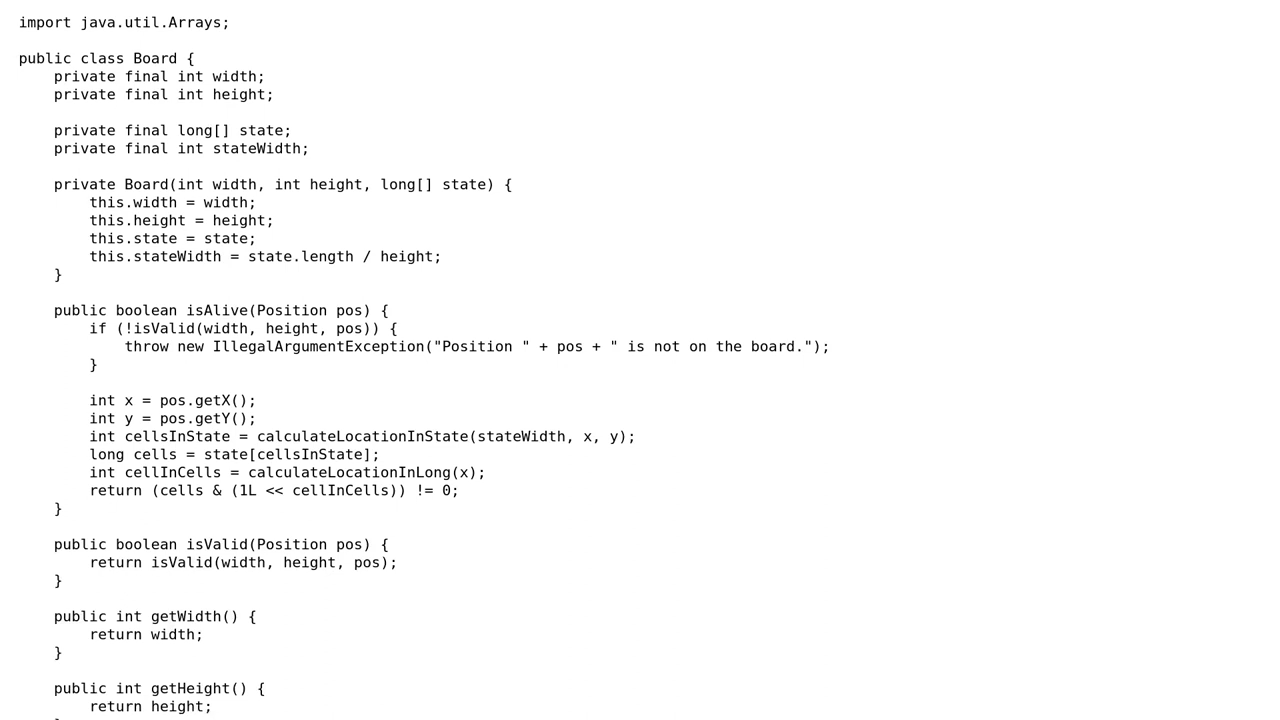 import java.util.Arrays;

public class Board {
    private final int width;
    private final int height;

    private final long[] state;
    private final int stateWidth;

    private Board(int width, int height, long[] state) {
        this.width = width;
        this.height = height;
        this.state = state;
        this.stateWidth = state.length / height;
    }

    public boolean isAlive(Position pos) {
        if (!isValid(width, height, pos)) {
            throw new IllegalArgumentException("Position " + pos + " is not on the board.");
        }

        int x = pos.getX();
        int y = pos.getY();
        int cellsInState = calculateLocationInState(stateWidth, x, y);
        long cells = state[cellsInState];
        int cellInCells = calculateLocationInLong(x);
        return (cells & (1L << cellInCells)) != 0;
    }

    public boolean isValid(Position pos) {
        return isValid(width, height, pos);
    }

    public int getWidth() {
        return width;
    }

    public int getHeight() {
        return height;